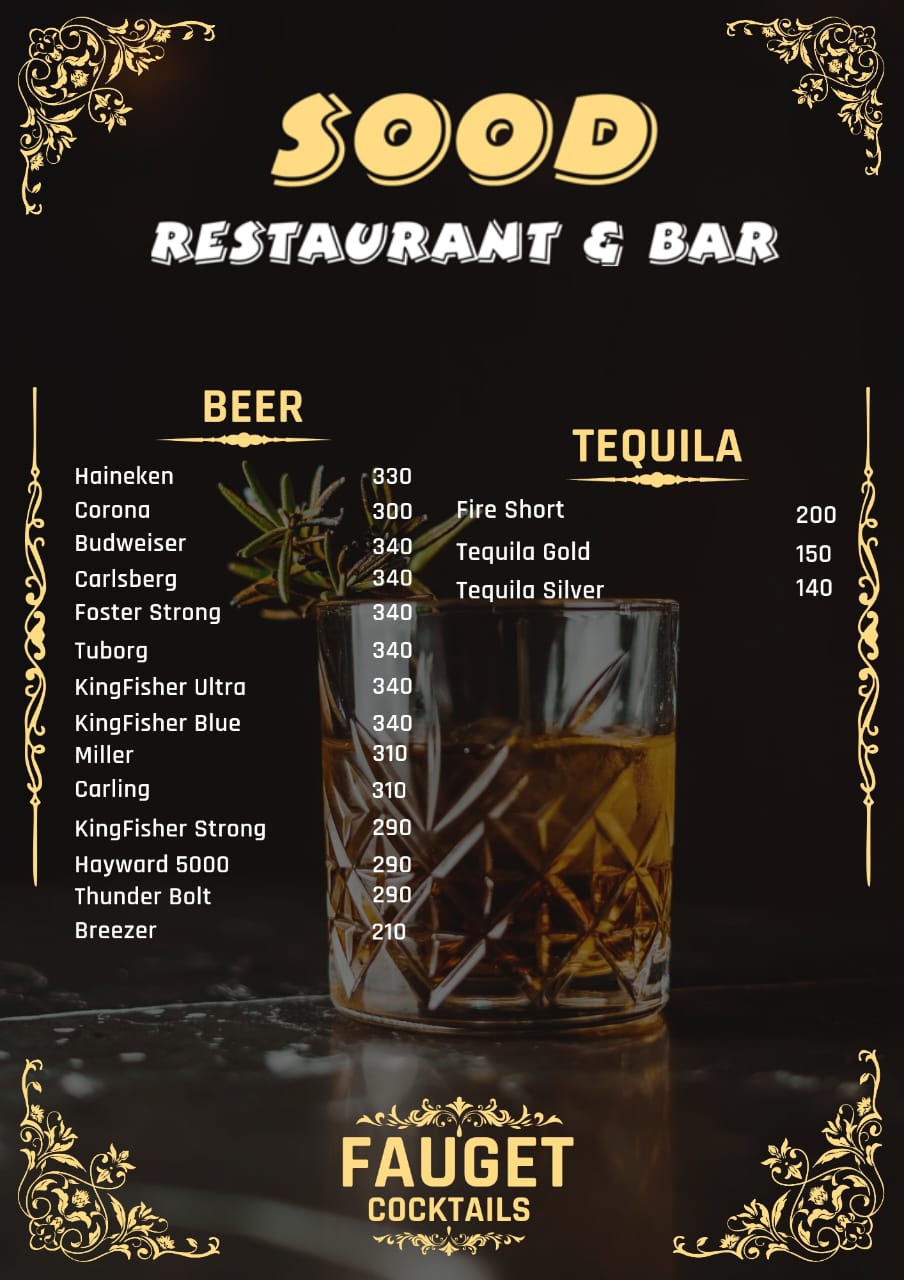 SOOD
RESTAURANT & BAR
BEER
Haineken 330
Corona 300
Budweiser 340
Carlsberg 340
Foster Strong 340
Tuborg 340
KingFisher Ultra 340
KingFisher Blue 340
Miller 310
Carling 310
KingFisher Strong 290
Hayward 5000 290
Thunder Bolt 290
Breezer 210
TEQUILA
Fire Short 200
Tequila Gold 150
Tequila Silver 140
FAUGET
COCKTAILS